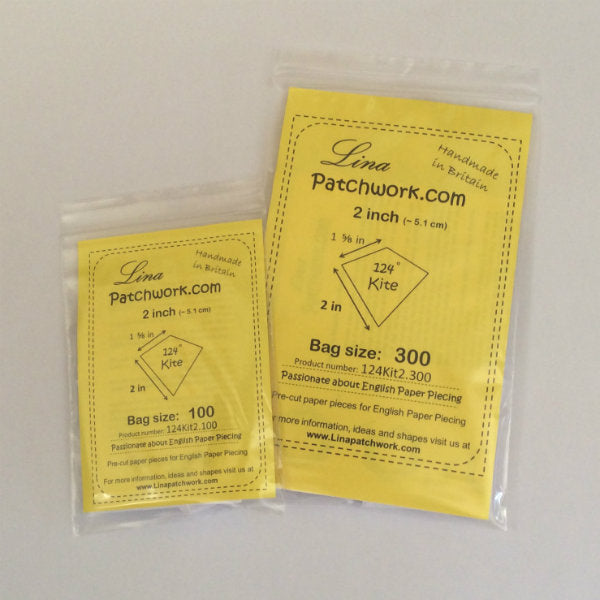 Lina
Handmade
in Britain
Patchwork.com
2 inch (~ 5.1 cm)
1 ⅝ in
124°
Kite
2 in
Bag size: 100
Product number: 124Kit2.100
Passionate about English Paper Piecing
Pre-cut paper pieces for English Paper Piecing
For more information, ideas and shapes visit us at
www.Linapatchwork.com
Lina
Handmade
in Britain
Patchwork.com
2 inch (~ 5.1 cm)
1 ⅝ in
124°
Kite
2 in
Bag size: 300
Product number: 124Kit2.300
Passionate about English Paper Piecing
Pre-cut paper pieces for English Paper Piecing
For more information, ideas and shapes visit us at
www.Linapatchwork.com